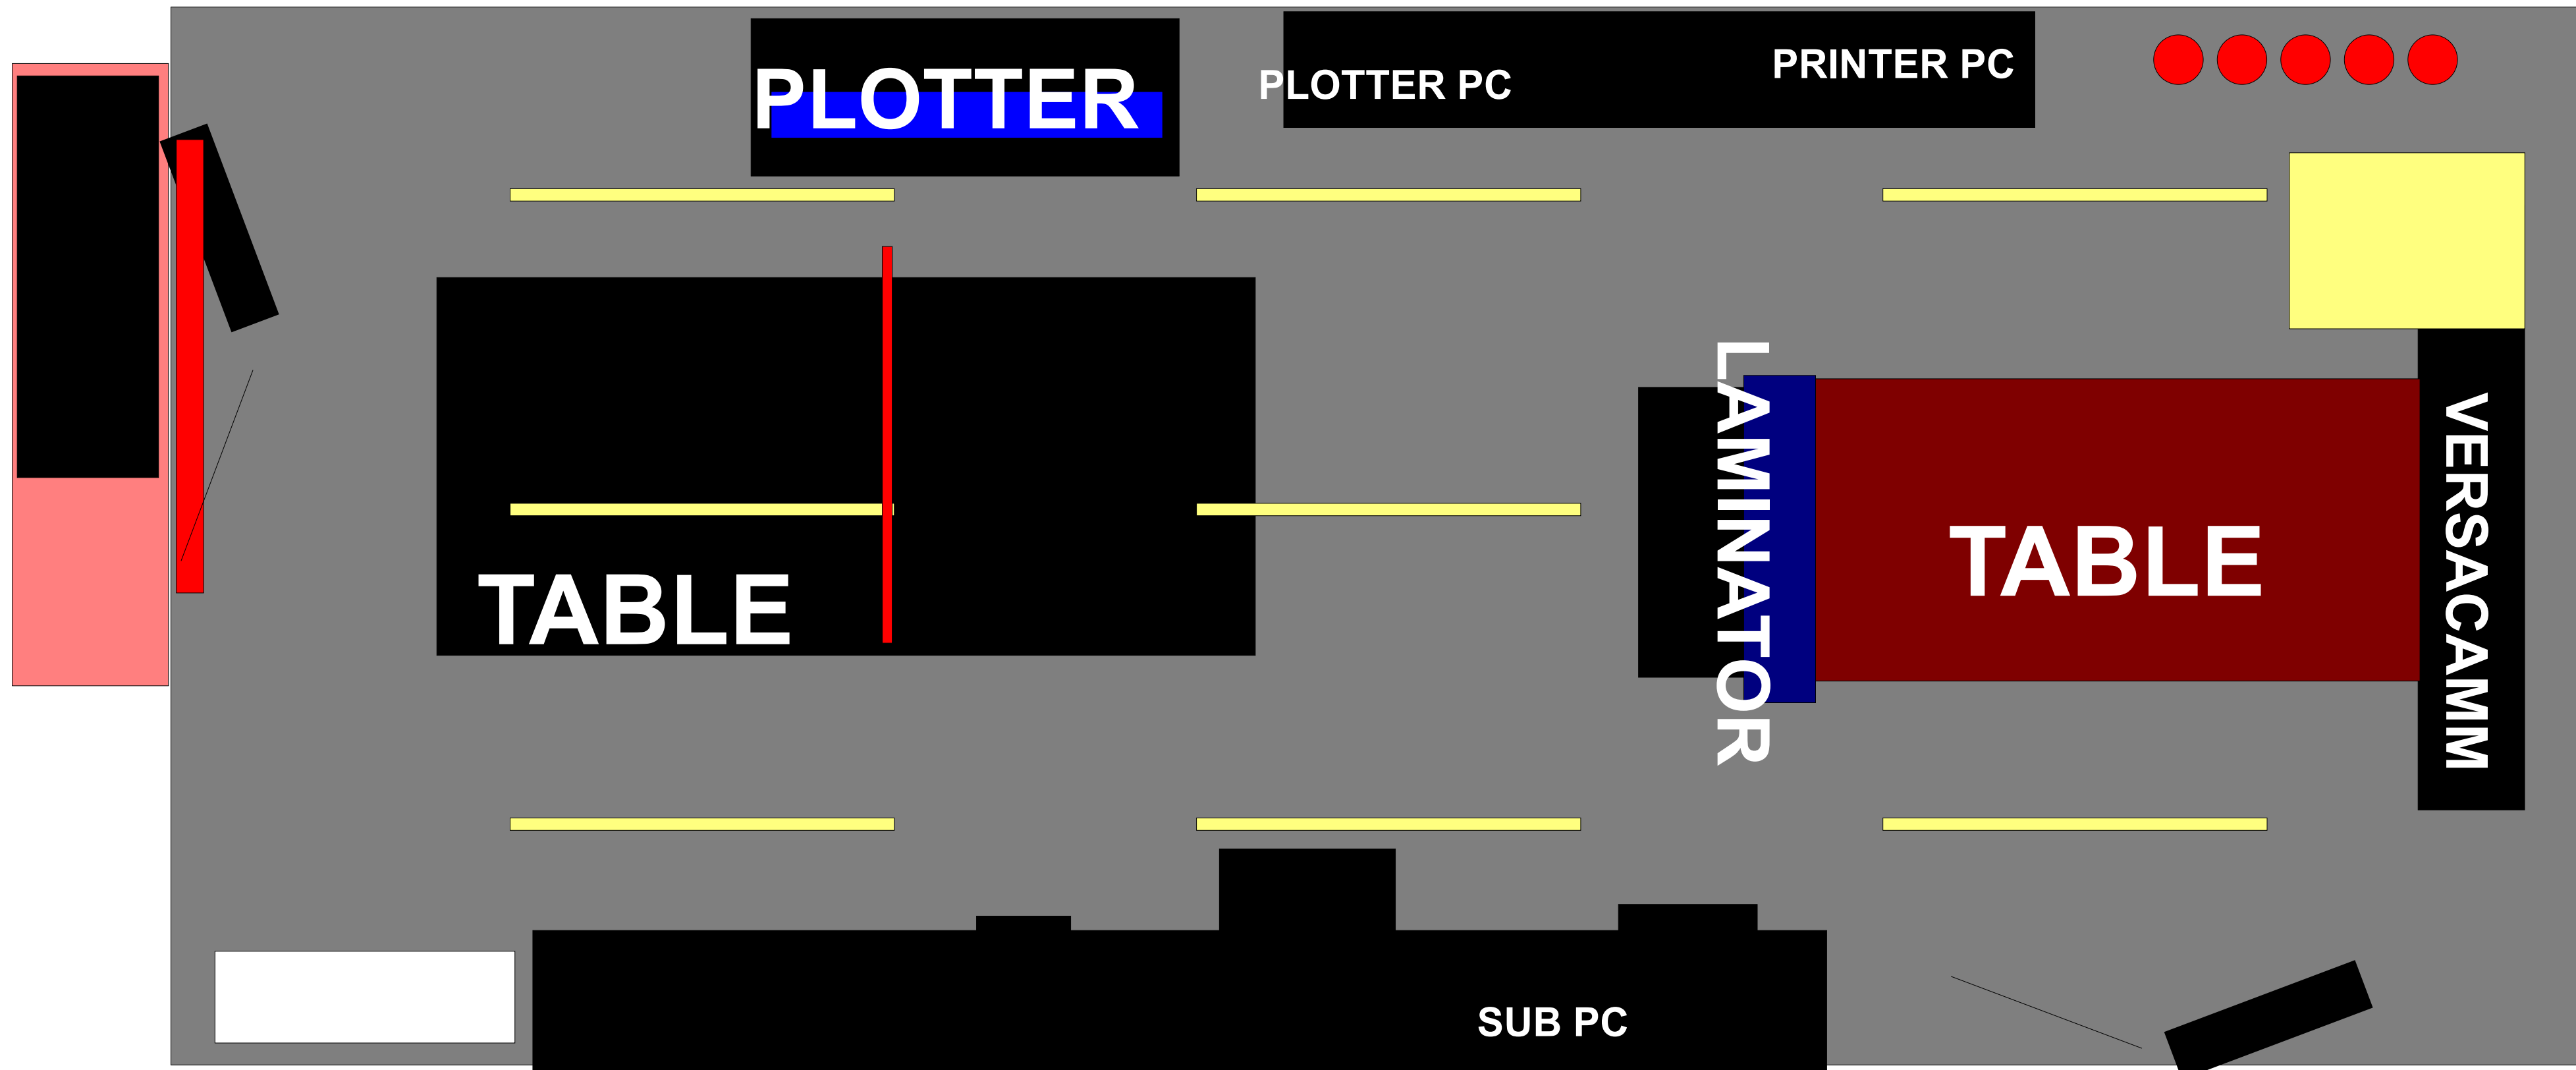 PLOTTER
PLOTTER PC
PRINTER PC
TABLE
LAMINATOR
TABLE
VERSACAMM
SUB PC